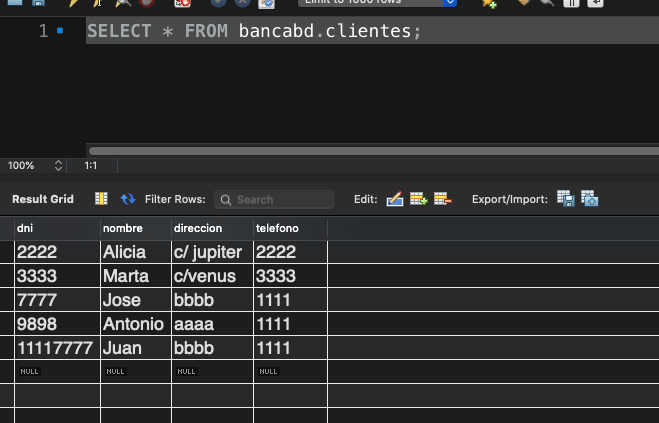 Limit to 1000 rows
1 SELECT * FROM bancabd.clientes;
100% 1:1
Result Grid Filter Rows: Search Edit: Export/Import:
dni nombre direccion telefono
2222 Alicia c/ jupiter 2222
3333 Marta c/venus 3333
7777 Jose bbbb 1111
9898 Antonio aaaa 1111
11117777 Juan bbbb 1111
NULL NULL NULL NULL